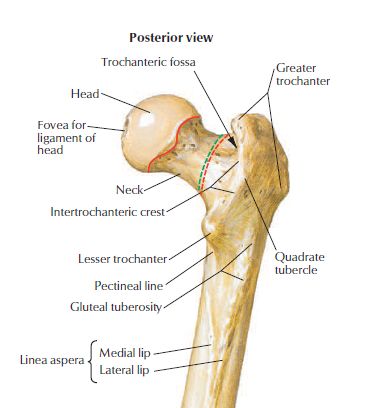 Posterior view
Trochanteric fossa
Greater
trochanter
Head
Fovea for
ligament of
head
Neck
Intertrochanteric crest
Lesser trochanter
Quadrate
tubercle
Pectineal line
Gluteal tuberosity
Linea aspera
Medial lip
Lateral lip